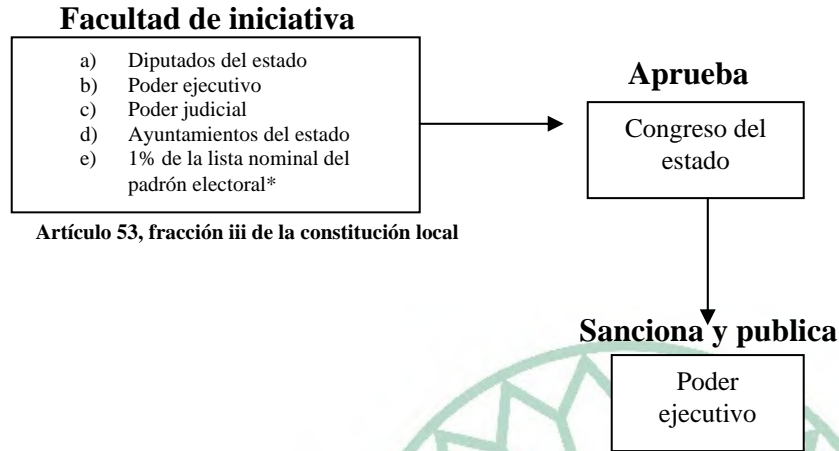 Facultad de iniciativa
a) Diputados del estado
b) Poder ejecutivo
c) Poder judicial
d) Ayuntamientos del estado
e) 1% de la lista nominal del
padrón electoral*
Artículo 53, fracción iii de la constitución local
Aprueba
Congreso del
estado
Sanciona y publica
Poder
ejecutivo